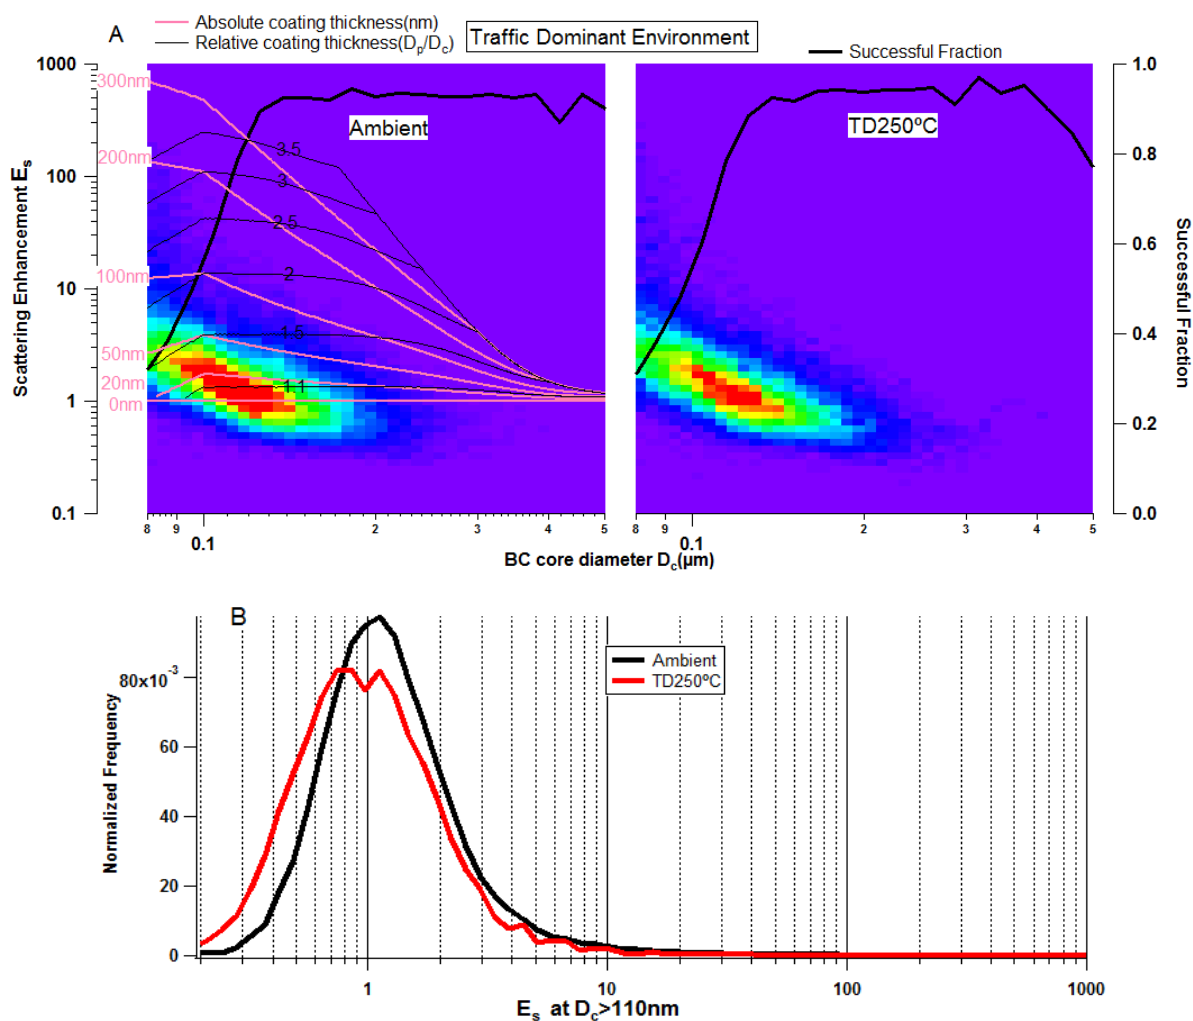 A
Absolute coating thickness(nm)
Relative coating thickness(Dp/Dc)
Traffic Dominant Environment
Successful Fraction
Scattering Enhancement Es
1000
100
10
1
0.1
300nm
200nm
100nm
50nm
20nm
0nm
3.5
3
2.5
2
1.5
1.1
Ambient
TD250ºC
1.0
0.8
0.6
0.4
0.2
0.0
Successful Fraction
8 9 0.1 2 3 4 5
8 9 0.1 2 3 4 5
BC core diameter Dc(µm)
B
Normalized Frequency
80x10-3
60
40
20
0
Ambient
TD250ºC
1 10 100 1000
Es at Dc>110nm